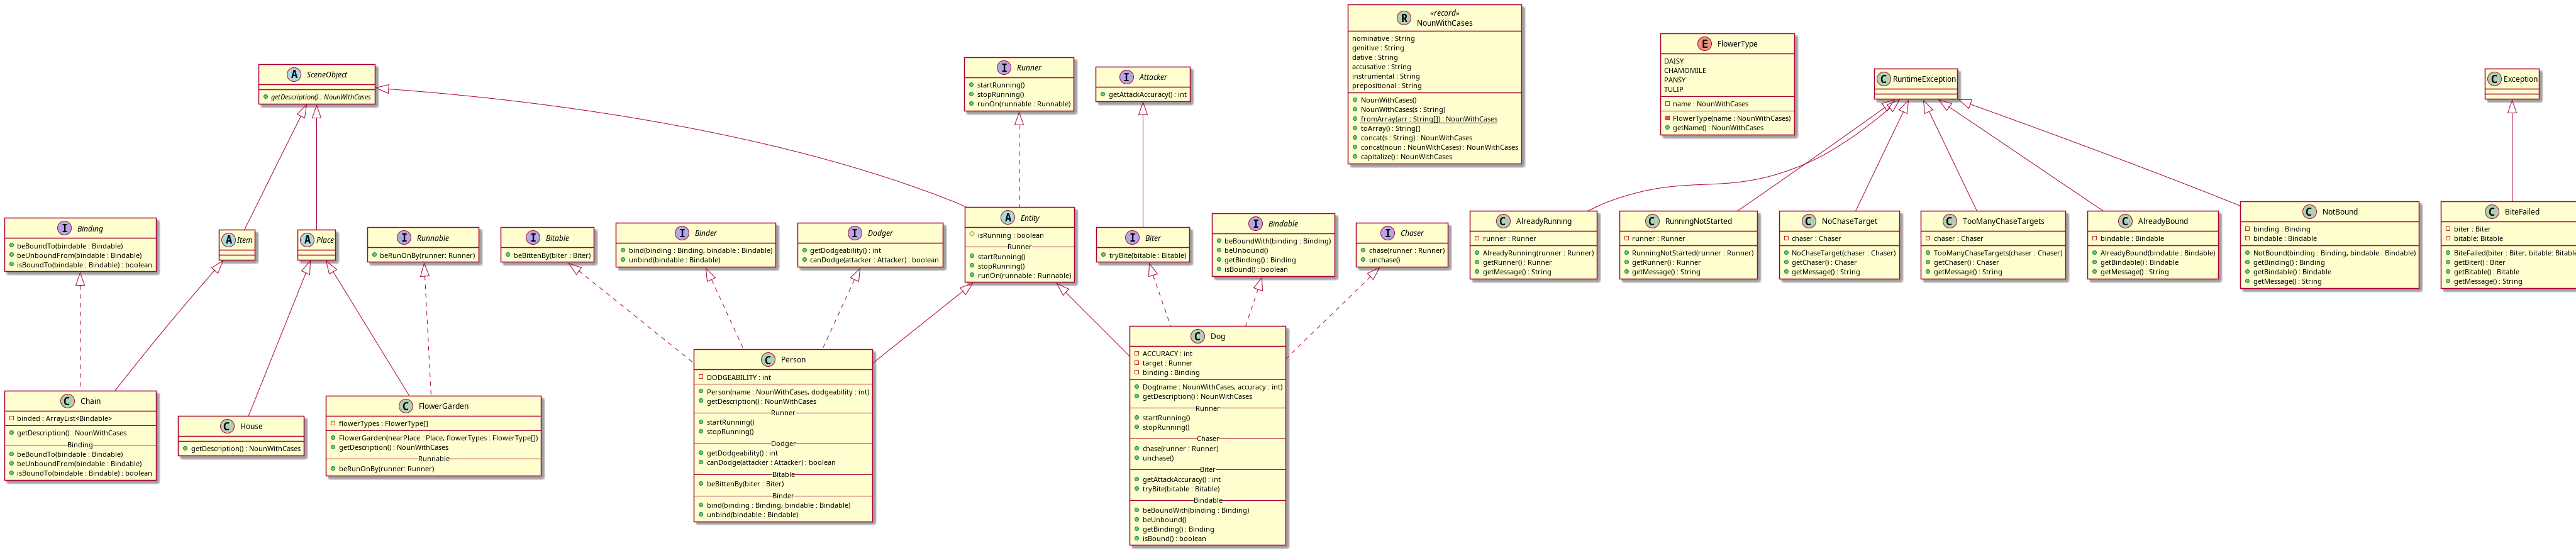 R «record»
NounWithCases
nominative : String
genitive : String
dative : String
accusative : String
instrumental : String
prepositional : String
NounWithCases()
NounWithCases(s : String)
fromArray(arr : String[]) : NounWithCases
toArray() : String[]
concat(s : String) : NounWithCases
concat(noun : NounWithCases) : NounWithCases
capitalize() : NounWithCases
E FlowerType
DAISY
CHAMOMILE
PANSY
TULIP
name : NounWithCases
FlowerType(name : NounWithCases)
getName() : NounWithCases
A SceneObject
getDescription() : NounWithCases
I Runner
startRunning()
stopRunning()
runOn(runnable : Runnable)
I Attacker
getAttackAccuracy() : int
C RuntimeException
C Exception
I Binding
beBoundTo(bindable : Bindable)
beUnboundFrom(bindable : Bindable)
isBoundTo(bindable : Bindable) : boolean
A Item
A Place
I Runnable
beRunOnBy(runner: Runner)
I Bitable
beBittenBy(biter : Biter)
I Binder
bind(binding : Binding, bindable : Bindable)
unbind(bindable : Bindable)
I Dodger
getDodgeability() : int
canDodge(attacker : Attacker) : boolean
A Entity
isRunning : boolean
Runner
startRunning()
stopRunning()
runOn(runnable : Runnable)
I Biter
tryBite(bitable : Bitable)
I Bindable
beBoundWith(binding : Binding)
beUnbound()
getBinding() : Binding
isBound() : boolean
I Chaser
chase(runner : Runner)
unchase()
C AlreadyRunning
runner : Runner
AlreadyRunning(runner : Runner)
getRunner() : Runner
getMessage() : String
C RunningNotStarted
runner : Runner
RunningNotStarted(runner : Runner)
getRunner() : Runner
getMessage() : String
C NoChaseTarget
chaser : Chaser
NoChaseTarget(chaser : Chaser)
getChaser() : Chaser
getMessage() : String
C TooManyChaseTargets
chaser : Chaser
TooManyChaseTargets(chaser : Chaser)
getChaser() : Chaser
getMessage() : String
C AlreadyBound
bindable : Bindable
AlreadyBound(bindable : Bindable)
getBindable() : Bindable
getMessage() : String
C NotBound
binding : Binding
bindable : Bindable
NotBound(binding : Binding, bindable : Bindable)
getBinding() : Binding
getBindable() : Bindable
getMessage() : String
C BiteFailed
biter : Biter
bitable: Bitable
BiteFailed(biter : Biter, bitable: Bitable
getBiter() : Biter
getBitable() : Bitable
getMessage() : String
C Chain
binded : ArrayList<Bindable>
getDescription() : NounWithCases
Binding
beBoundTo(bindable : Bindable)
beUnboundFrom(bindable : Bindable)
isBoundTo(bindable : Bindable) : boolean
C House
getDescription() : NounWithCases
C FlowerGarden
flowerTypes : FlowerType[]
FlowerGarden(nearPlace : Place, flowerTypes : FlowerType[])
getDescription() : NounWithCases
Runnable
beRunOnBy(runner: Runner)
C Person
DODGEABILITY : int
Person(name : NounWithCases, dodgeability : int)
getDescription() : NounWithCases
Runner
startRunning()
stopRunning()
Dodger
getDodgeability() : int
canDodge(attacker : Attacker) : boolean
Bitable
beBittenBy(biter : Biter)
Binder
bind(binding : Binding, bindable : Bindable)
unbind(bindable : Bindable)
C Dog
ACCURACY : int
target : Runner
binding : Binding
Dog(name : NounWithCases, accuracy : int)
getDescription() : NounWithCases
Runner
startRunning()
stopRunning()
Chaser
chase(runner : Runner)
unchase()
Biter
getAttackAccuracy() : int
tryBite(bitable : Bitable)
Bindable
beBoundWith(binding : Binding)
beUnbound()
getBinding() : Binding
isBound() : boolean